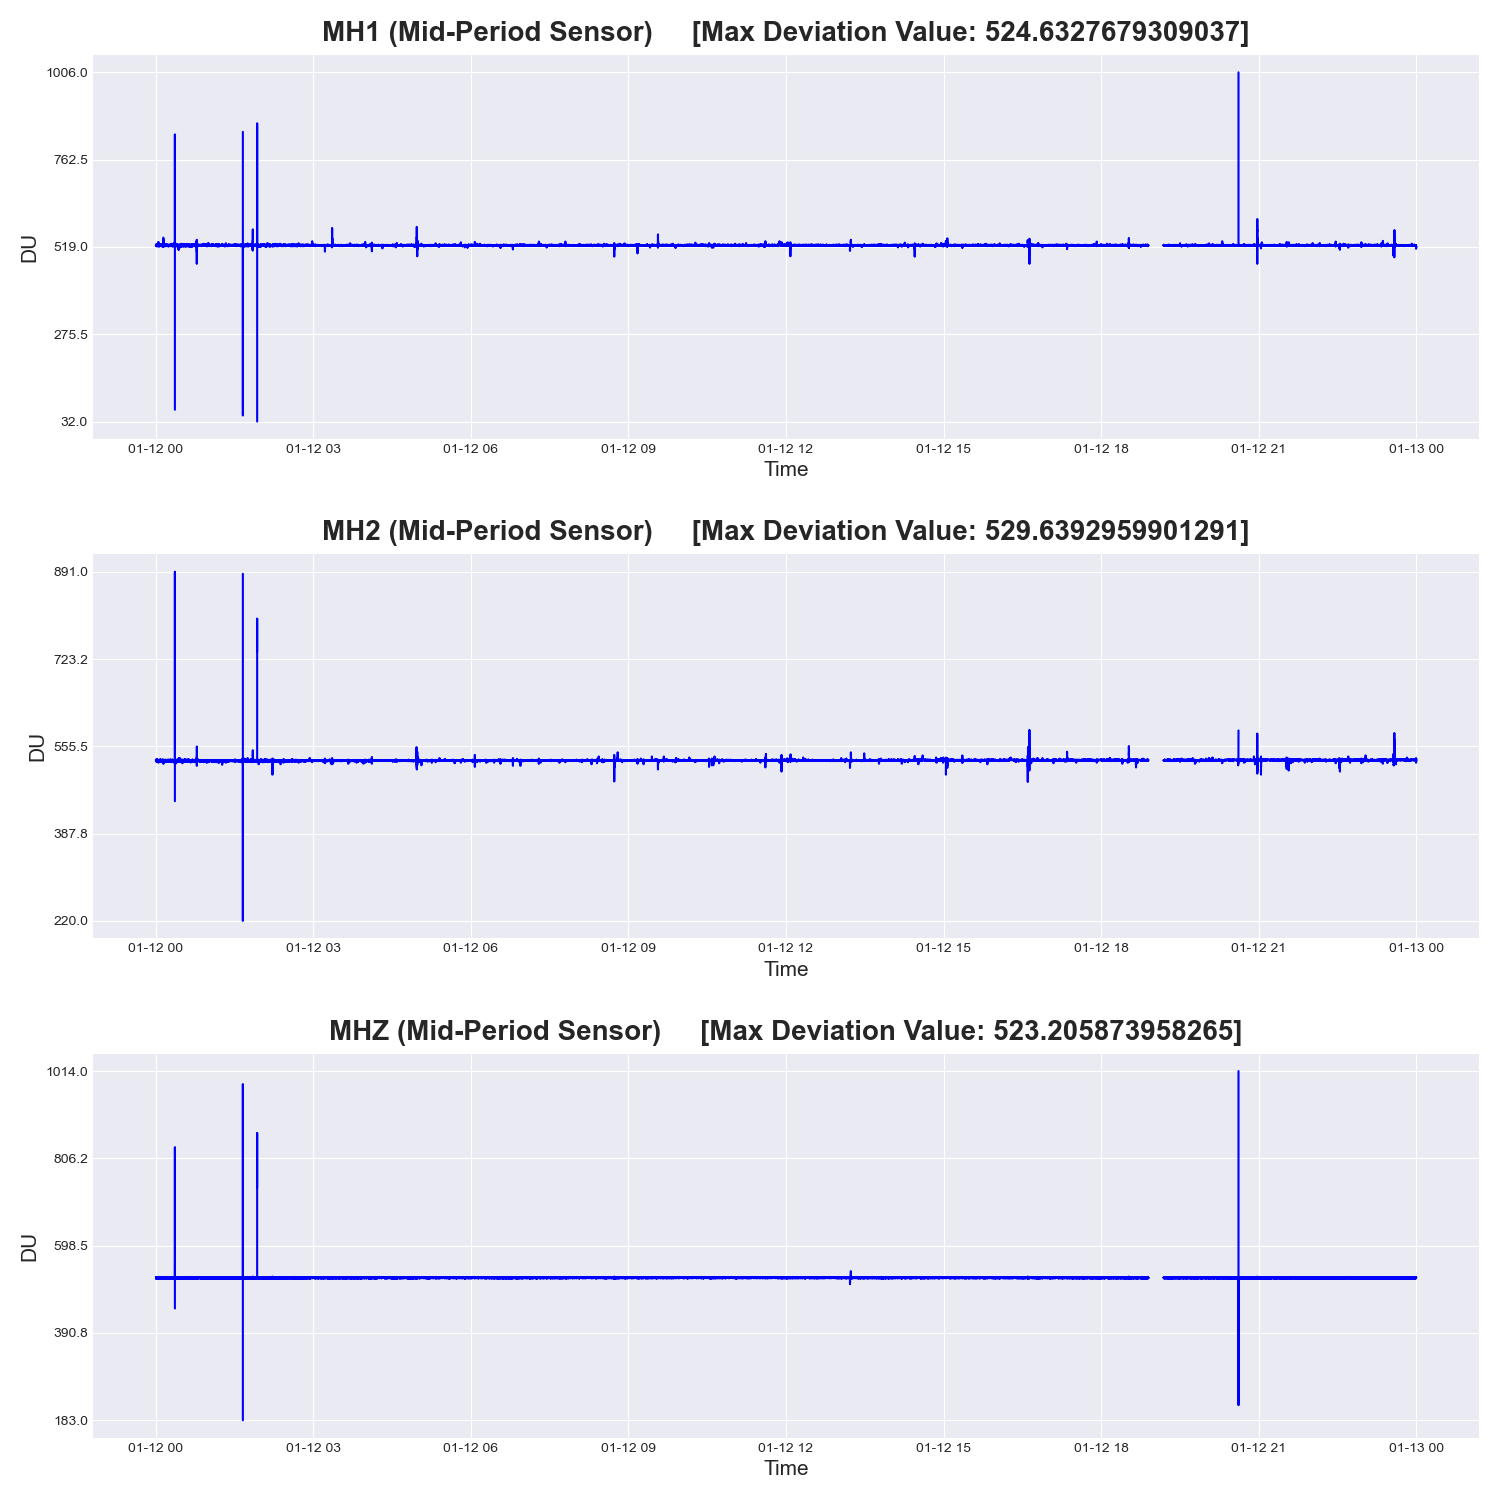 MH1 (Mid-Period Sensor) [Max Deviation Value: 524.6327679309037]
1006.0
762.5
519.0
275.5
32.0
DU
01-12 00 01-12 03 01-12 06 01-12 09 01-12 12 01-12 15 01-12 18 01-12 21 01-13 00
Time
MH2 (Mid-Period Sensor) [Max Deviation Value: 529.6392959901291]
891.0
723.2
555.5
387.8
220.0
DU
01-12 00 01-12 03 01-12 06 01-12 09 01-12 12 01-12 15 01-12 18 01-12 21 01-13 00
Time
MHZ (Mid-Period Sensor) [Max Deviation Value: 523.205873958265]
1014.0
806.2
598.5
390.8
183.0
DU
01-12 00 01-12 03 01-12 06 01-12 09 01-12 12 01-12 15 01-12 18 01-12 21 01-13 00
Time